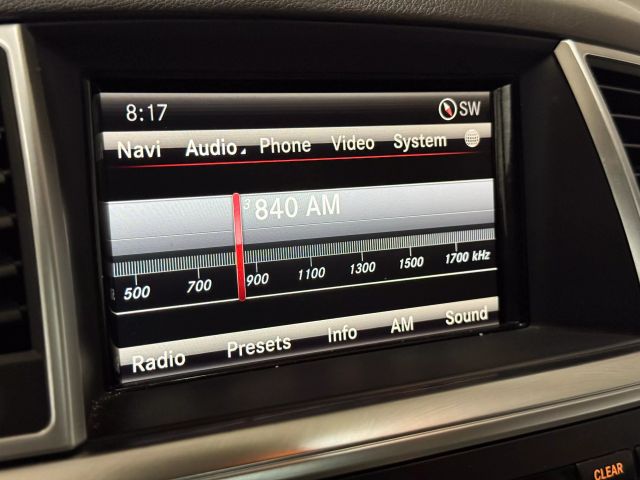 8:17 SW
Navi Audio Phone Video System
3 840 AM
500 700 900 1100 1300 1500 1700 kHz
Radio Presets Info AM Sound
CLEAR